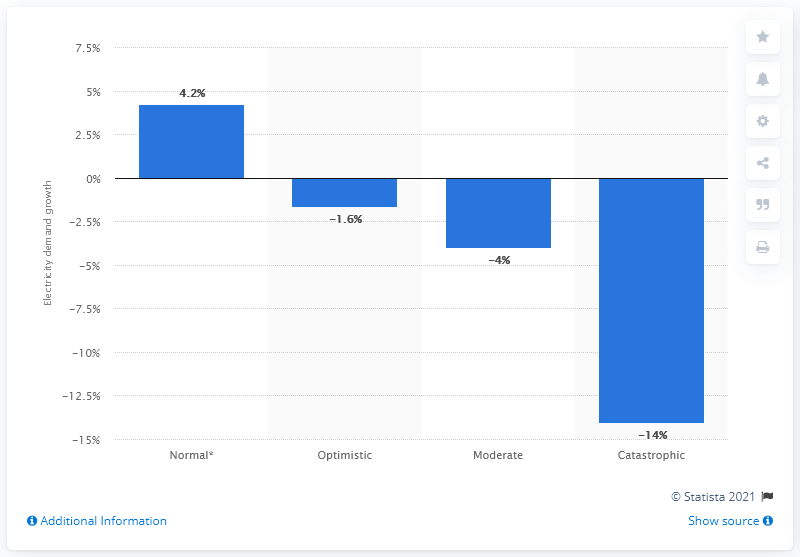 Electricity demand growth
7.5%
5%
2.5%
0%
−2.5%
−5%
−7.5%
−10%
−12.5%
−15%
4.2%
−1.6%
−4%
−14%
Normal*
Optimistic
Moderate
Catastrophic
© Statista 2021
Additional Information
Show source